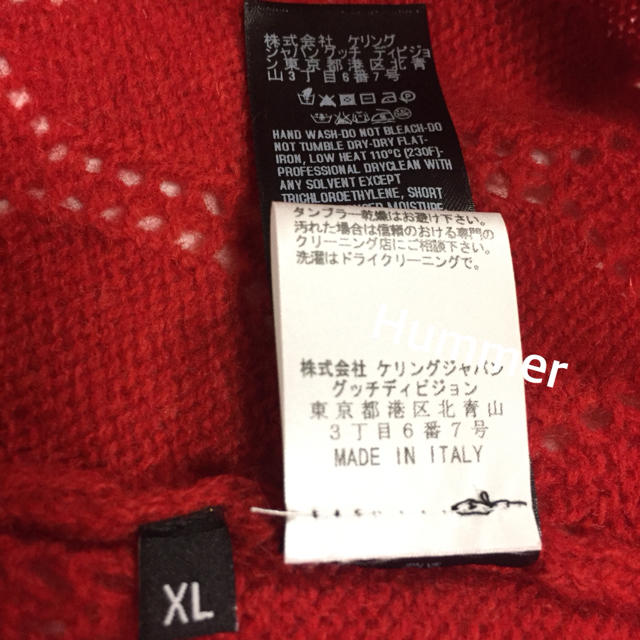 株式会社 ケリング
ジャパン グッチ ディビジョ
ン東京都港区北青
山3丁目6番7号
HAND WASH-DO NOT BLEACH-DO
NOT TUMBLE DRY-DRY FLAT-
IRON, LOW HEAT 110°C (230F)-
PROFESSIONAL DRYCLEAN WITH
ANY SOLVENT EXCEPT
TRICHLOROETHYLENE, SHORT
MOISTURE
タンブラー乾燥はお避け下さい。
汚れた場合は信頼のおける専門の
クリーニング店にご相談下さい。
洗濯はドライクリーニングで。
Hummer
株式会社 ケリングジャパン
グッチディビジョン
東京都港区北青山
3丁目6番7号
MADE IN ITALY
XL